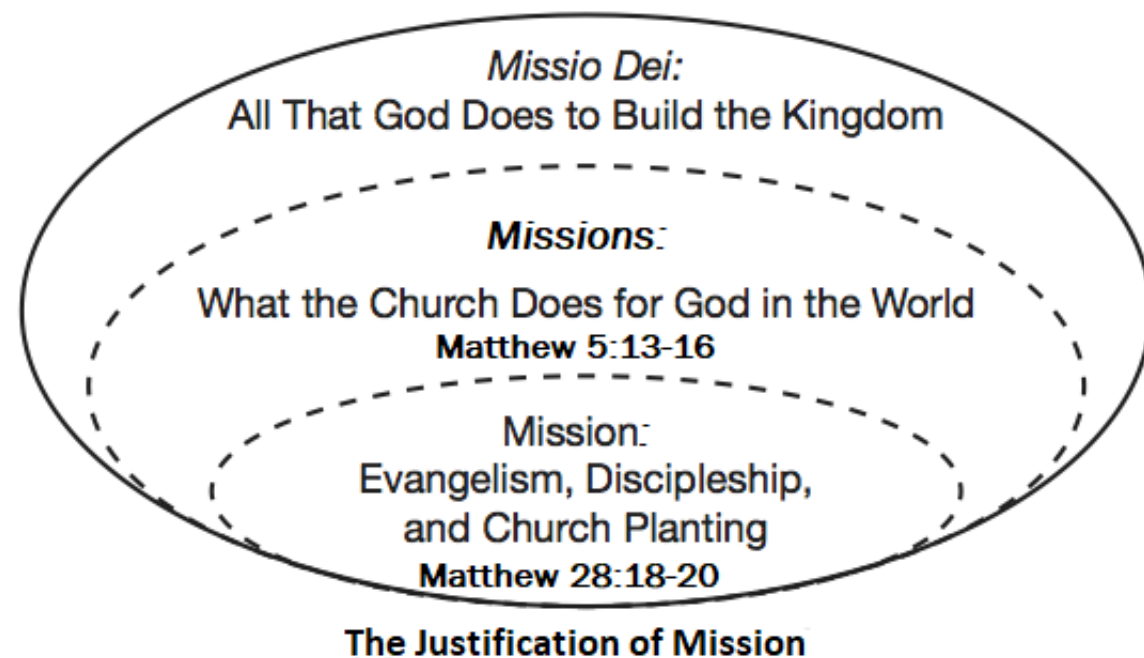 Missio Dei:
All That God Does to Build the Kingdom
Missions:
What the Church Does for God in the World
Matthew 5:13-16
Mission:
Evangelism, Discipleship,
and Church Planting
Matthew 28:18-20
The Justification of Mission